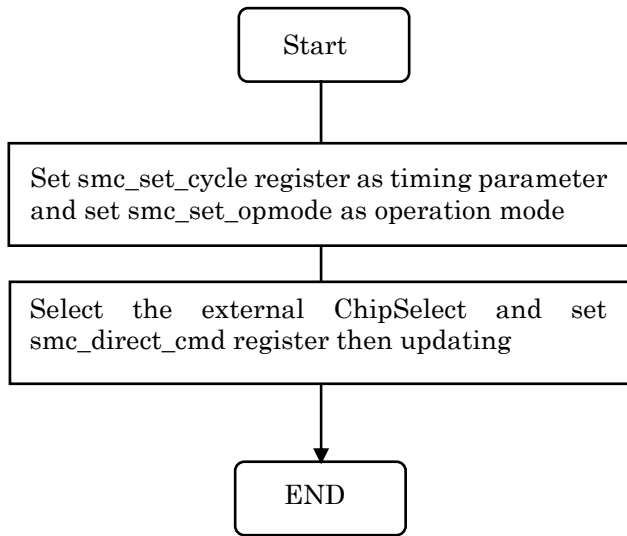 Start
Set smc_set_cycle register as timing parameter
and set smc_set_opmode as operation mode
Select the external ChipSelect and set
smc_direct_cmd register then updating
END